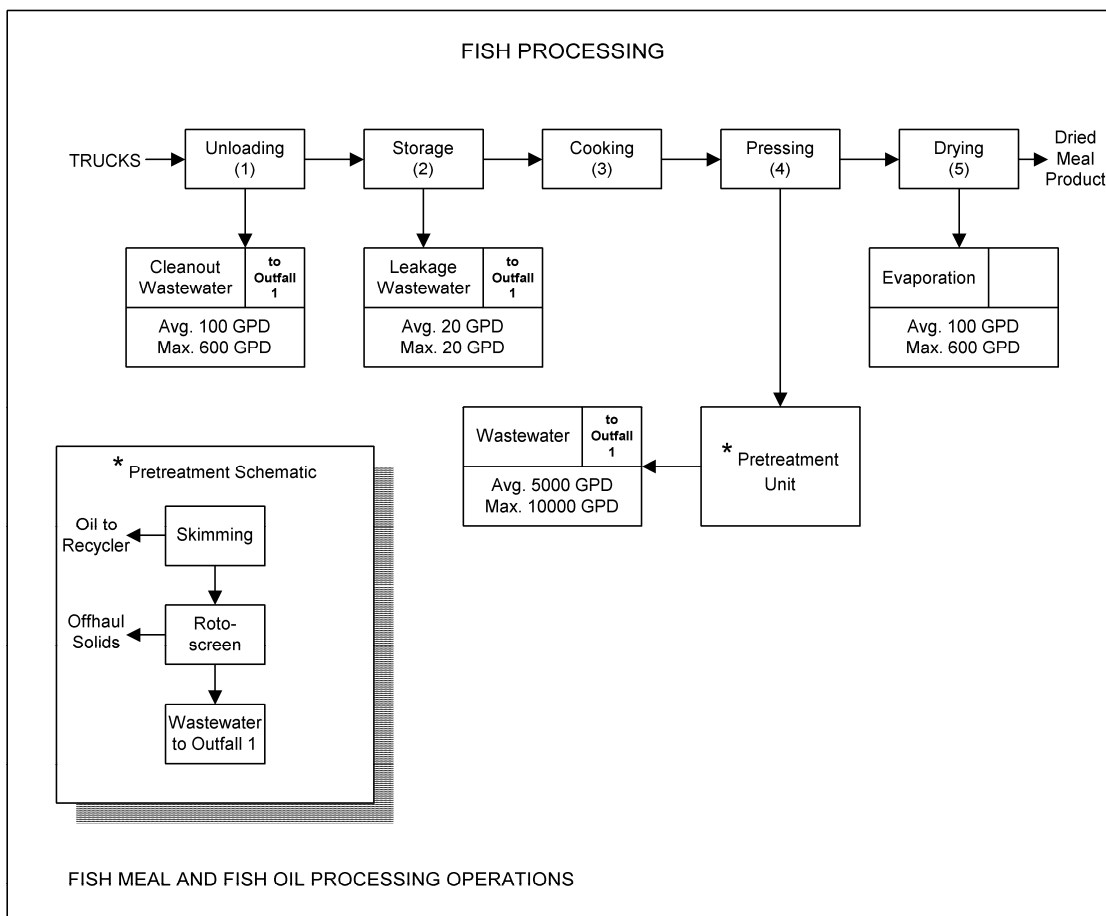 FISH PROCESSING
TRUCKS
Unloading
(1)
Storage
(2)
Cooking
(3)
Pressing
(4)
Drying
(5)
Dried
Meal
Product
Cleanout
Wastewater
to
Outfall
1
Avg. 100 GPD
Max. 600 GPD
Leakage
Wastewater
to
Outfall
1
Avg. 20 GPD
Max. 20 GPD
Evaporation
Avg. 100 GPD
Max. 600 GPD
Wastewater
to
Outfall
1
Avg. 5000 GPD
Max. 10000 GPD
* Pretreatment
Unit
* Pretreatment Schematic
Oil to
Recycler
Skimming
Offhaul
Solids
Roto-
screen
Wastewater
to Outfall 1
FISH MEAL AND FISH OIL PROCESSING OPERATIONS